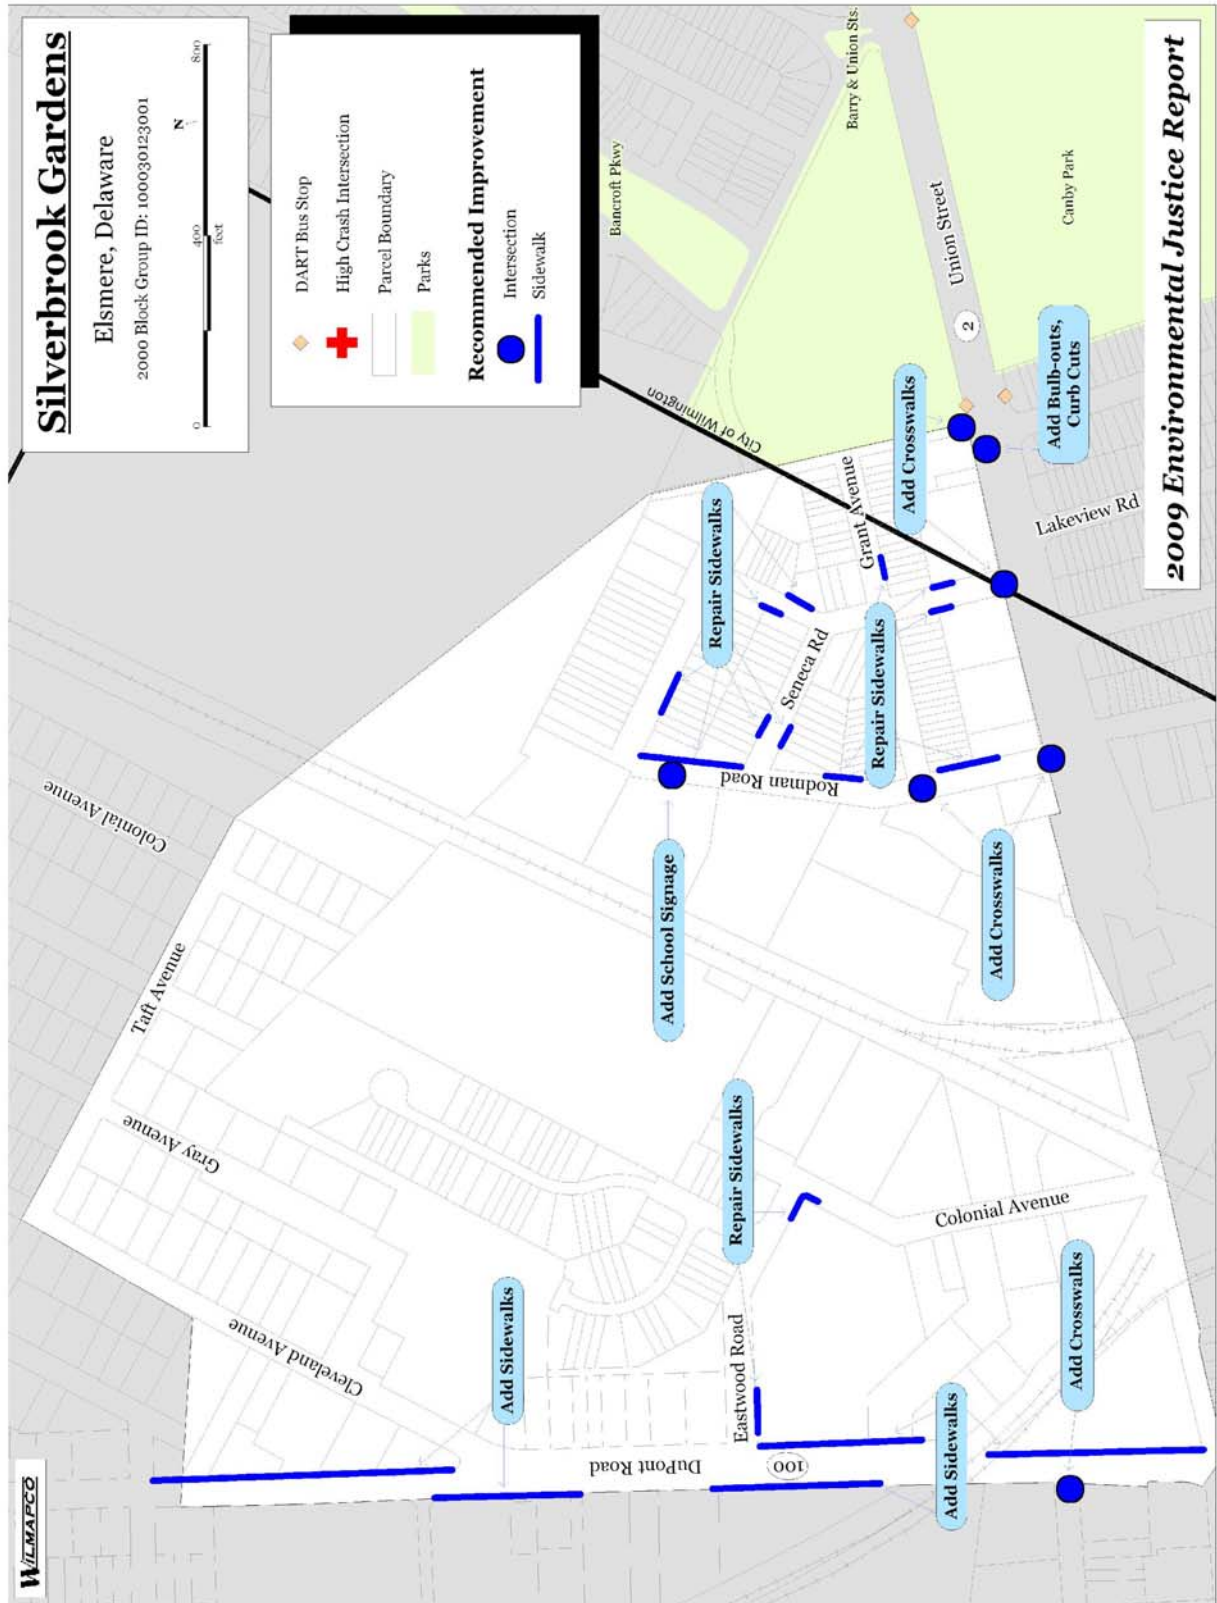 WILMAPCO
Silverbrook Gardens
Elsmere, Delaware
2000 Block Group ID: 100030123001
0
400
800
feet
N
DART Bus Stop
High Crash Intersection
Parcel Boundary
Parks
Recommended Improvement
Intersection
Sidewalk
Colonial Avenue
Taft Avenue
Gray Avenue
Cleveland Avenue
Add Sidewalks
DuPont Road
100
Eastwood Road
Repair Sidewalks
Add Sidewalks
Add Crosswalks
Colonial Avenue
Add School Signage
Rodman Road
Add Crosswalks
Repair Sidewalks
Repair Sidewalks
Seneca Rd
Grant Avenue
City of Wilmington
Add Crosswalks
Add Bulb-outs,
Curb Cuts
Lakeview Rd
2
Union Street
Bancroft Pkwy
Barry & Union Sts.
Canby Park
2009 Environmental Justice Report